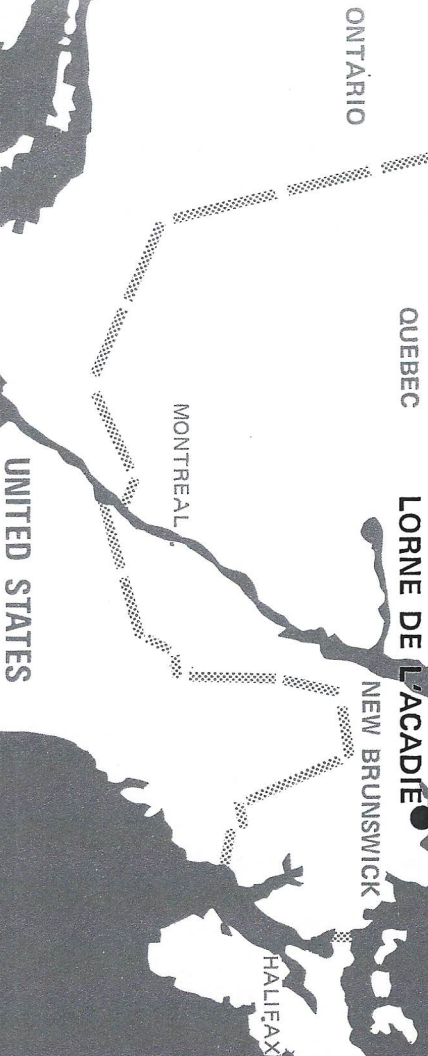 ONTARIO
QUEBEC
LORNE DE L'ACADIE
MONTREAL
NEW BRUNSWICK
UNITED STATES
HALIFAX